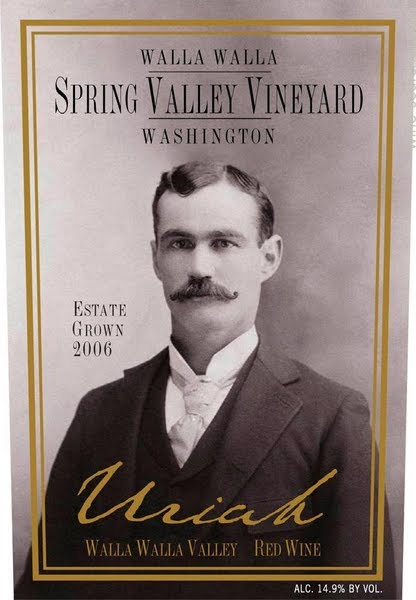 WALLA WALLA
SPRING VALLEY VINEYARD
WASHINGTON
ESTATE
GROWN
2006
Uriah
WALLA WALLA VALLEY RED WINE
ALC. 14.9% BY VOL.